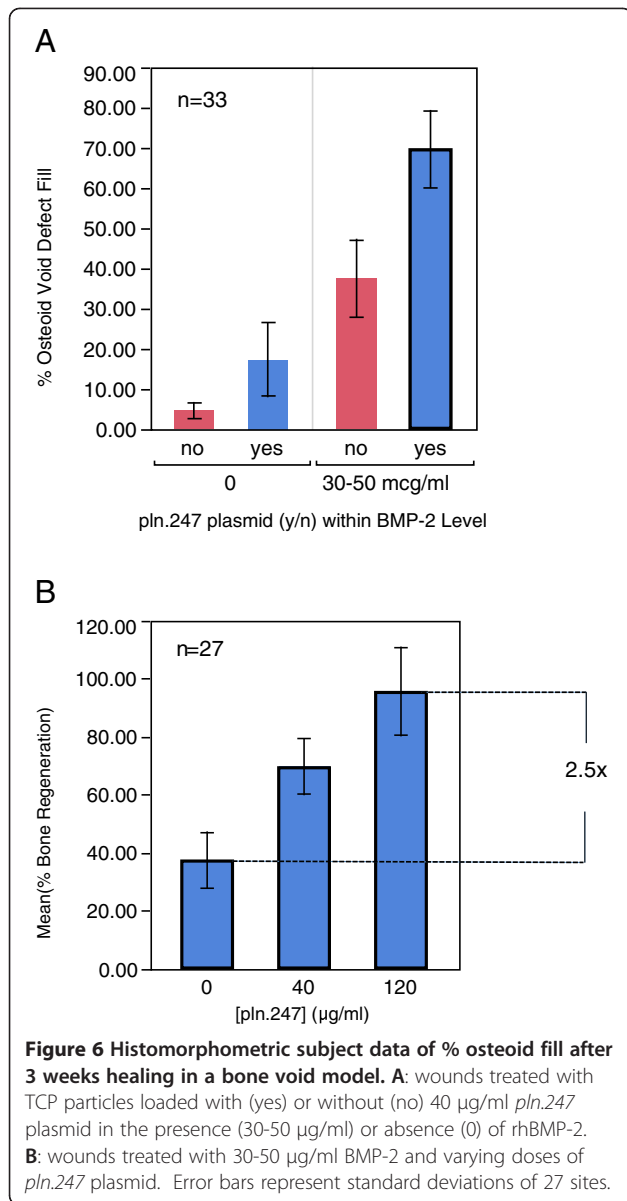 A
90.00
80.00
70.00
60.00
50.00
40.00
30.00
20.00
10.00
0.00
% Osteoid Void Defect Fill
n=33
no yes no yes
0 30-50 mcg/ml
pln.247 plasmid (y/n) within BMP-2 Level
B
120.00
100.00
80.00
60.00
40.00
20.00
0.00
Mean(% Bone Regeneration)
n=27
2.5x
0 40 120
[pln.247] (µg/ml)
Figure 6 Histomorphometric subject data of % osteoid fill after
3 weeks healing in a bone void model. A: wounds treated with
TCP particles loaded with (yes) or without (no) 40 µg/ml pln.247
plasmid in the presence (30-50 µg/ml) or absence (0) of rhBMP-2.
B: wounds treated with 30-50 µg/ml BMP-2 and varying doses of
pln.247 plasmid. Error bars represent standard deviations of 27 sites.